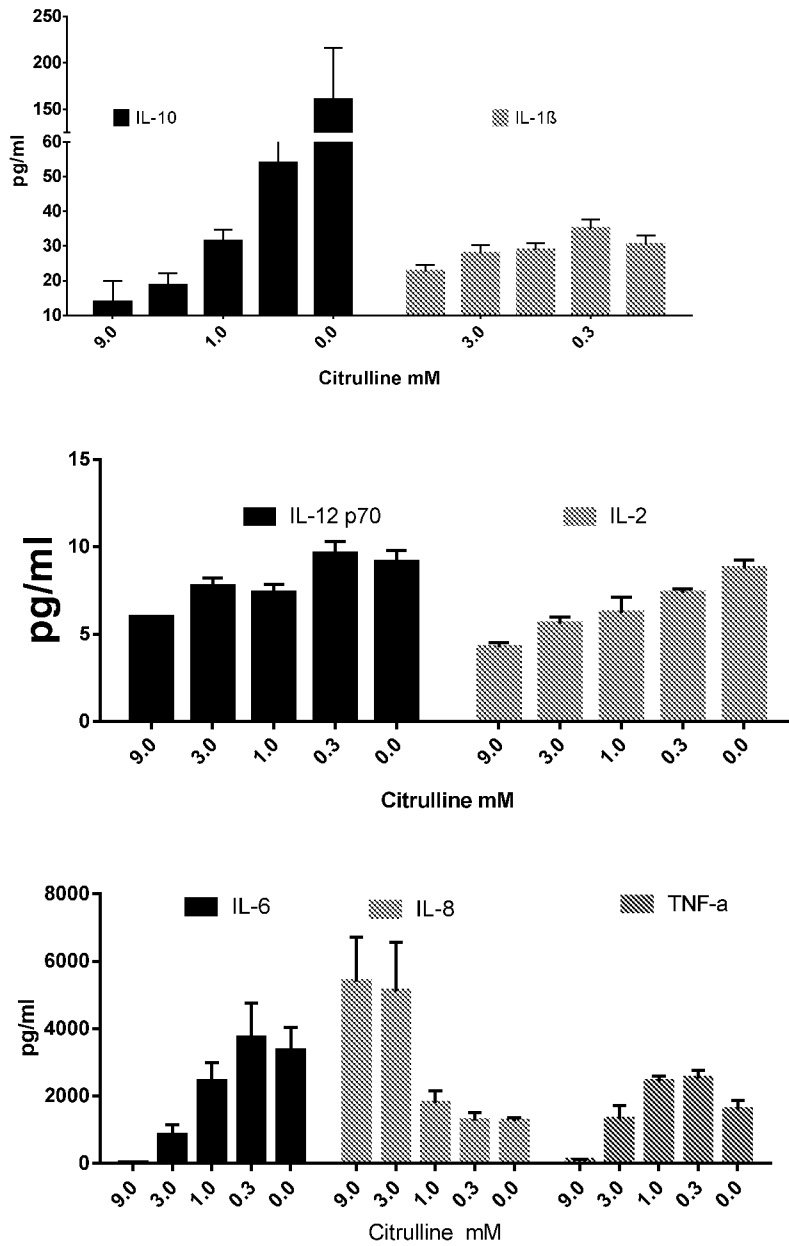 250
200
150
IL-10 IL-1ß
pg/ml
60
50
40
30
20
10
9.0 1.0 0.0 3.0 0.3
Citrulline mM
15
IL-12 p70 IL-2
10
pg/ml
5
0
9.0 3.0 1.0 0.3 0.0 9.0 3.0 1.0 0.3 0.0
Citrulline mM
8000
IL-6 IL-8 TNF-a
6000
pg/ml
4000
2000
0
9.0 3.0 1.0 0.3 0.0 9.0 3.0 1.0 0.3 0.0 9.0 3.0 1.0 0.3 0.0
Citrulline mM